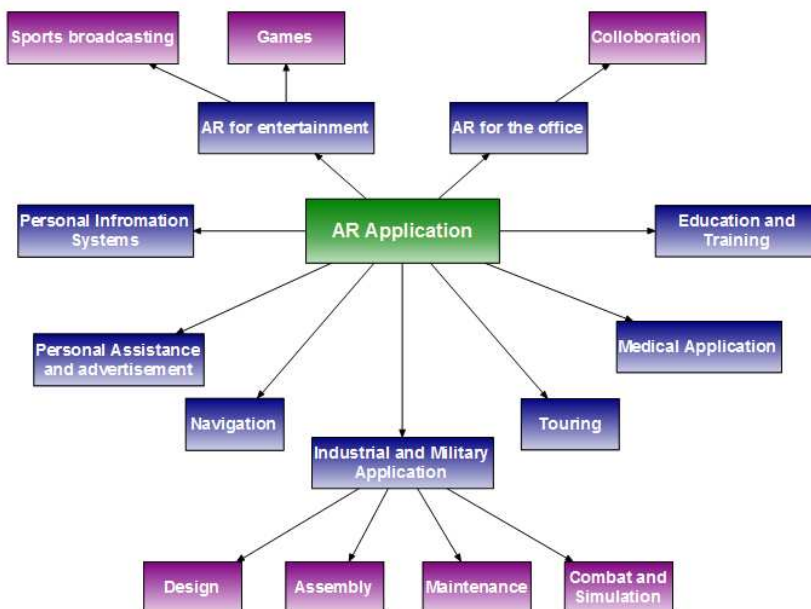 Sports broadcasting
Games
Colloboration
AR for entertainment
AR for the office
Personal Infromation
Systems
AR Application
Education and
Training
Personal Assistance
and advertisement
Medical Application
Navigation
Touring
Industrial and Military
Application
Design
Assembly
Maintenance
Combat and
Simulation